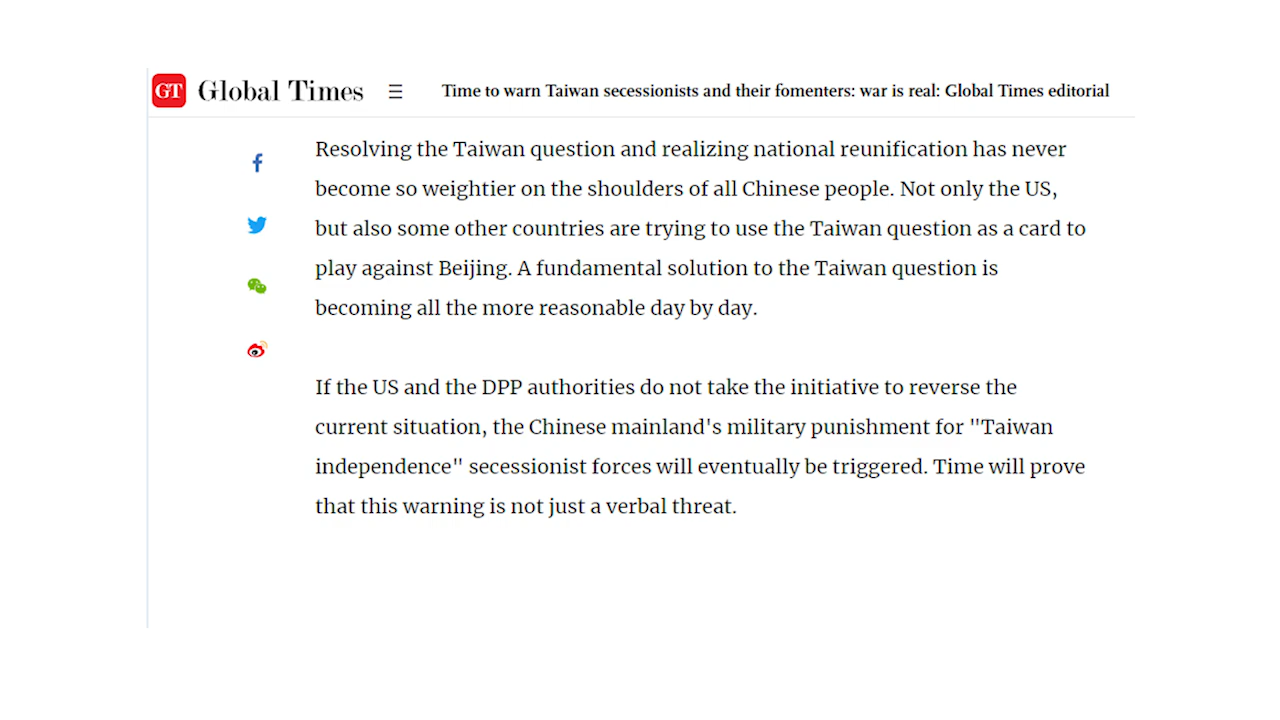 GT Global Times Time to warn Taiwan secessionists and their fomenters: war is real: Global Times editorial
Resolving the Taiwan question and realizing national reunification has never
become so weightier on the shoulders of all Chinese people. Not only the US,
but also some other countries are trying to use the Taiwan question as a card to
play against Beijing. A fundamental solution to the Taiwan question is
becoming all the more reasonable day by day.
If the US and the DPP authorities do not take the initiative to reverse the
current situation, the Chinese mainland's military punishment for "Taiwan
independence" secessionist forces will eventually be triggered. Time will prove
that this warning is not just a verbal threat.